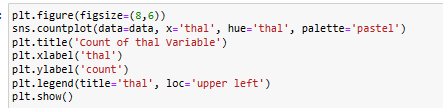 plt.figure(figsize=(8,6))
sns.countplot(data=data, x='thal', hue='thal', palette='pastel')
plt.title('Count of thal Variable')
plt.xlabel('thal')
plt.ylabel('count')
plt.legend(title='thal', loc='upper left')
plt.show()